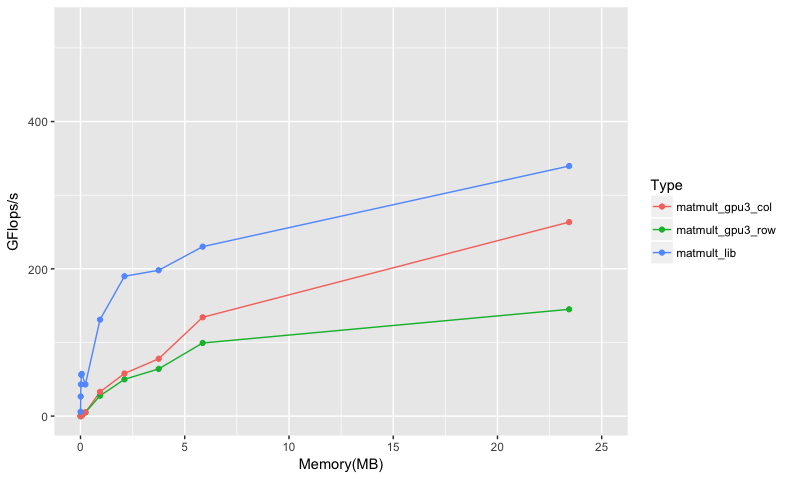 GFlops/s
400
200
0
0 5 10 15 20 25
Memory(MB)
Type
matmult_gpu3_col
matmult_gpu3_row
matmult_lib